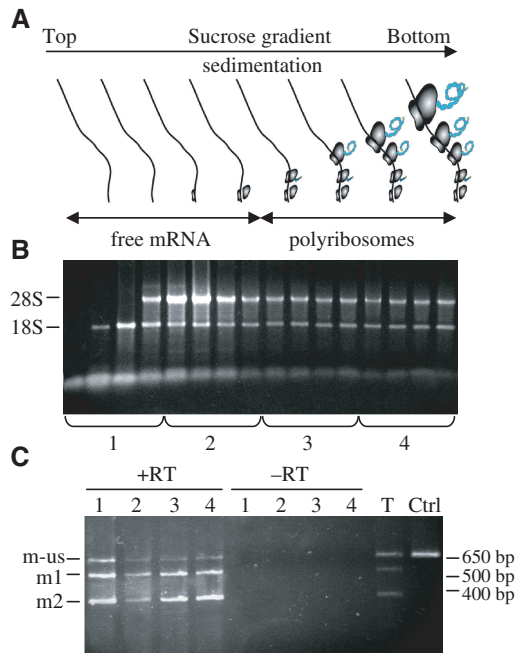 A
Top Sucrose gradient Bottom
sedimentation
free mRNA polyribosomes
B
28S
18S
1 2 3 4
C
+RT –RT
1 2 3 4 1 2 3 4 T Ctrl
m-us 650 bp
m1 500 bp
m2 400 bp